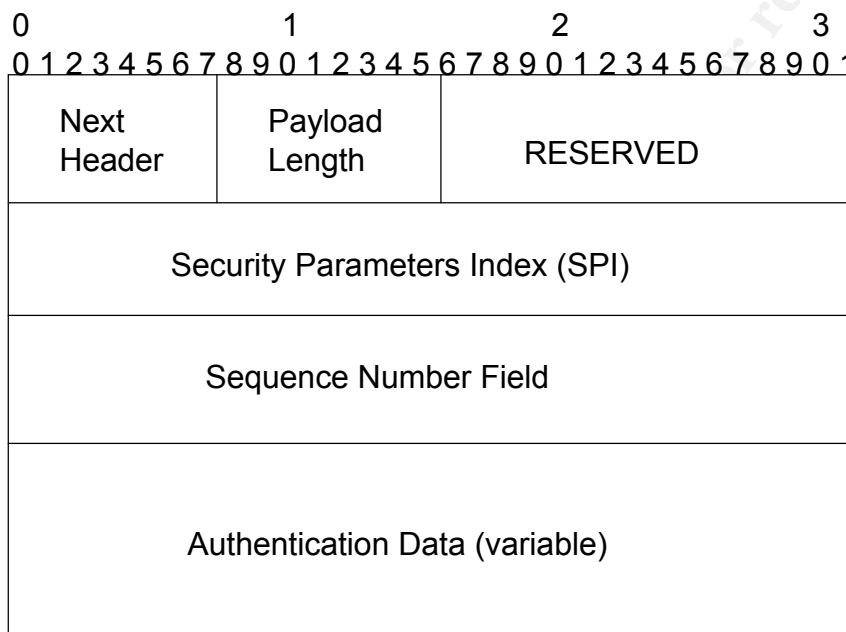 0 1 2 3
0 1 2 3 4 5 6 7 8 9 0 1 2 3 4 5 6 7 8 9 0 1 2 3 4 5 6 7 8 9 0 1
Next
Header
Payload
Length
RESERVED
Security Parameters Index (SPI)
Sequence Number Field
Authentication Data (variable)